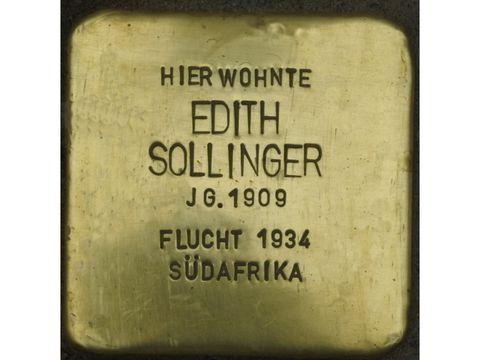 HIER WOHNTE
EDITH
SOLLINGER
JG. 1909
FLUCHT 1934
SÜDAFRIKA